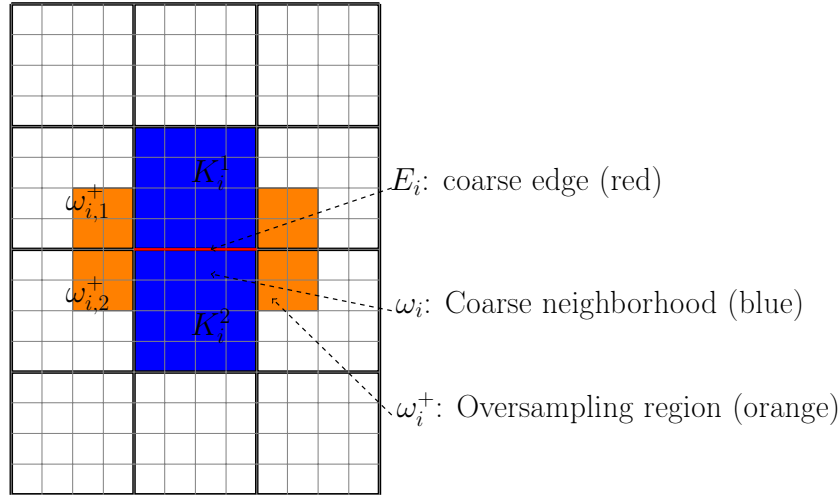 K_i^1
E_i: coarse edge (red)
ω_{i,1}^+
ω_{i,2}^+
ω_i: Coarse neighborhood (blue)
K_i^2
ω_i^+: Oversampling region (orange)